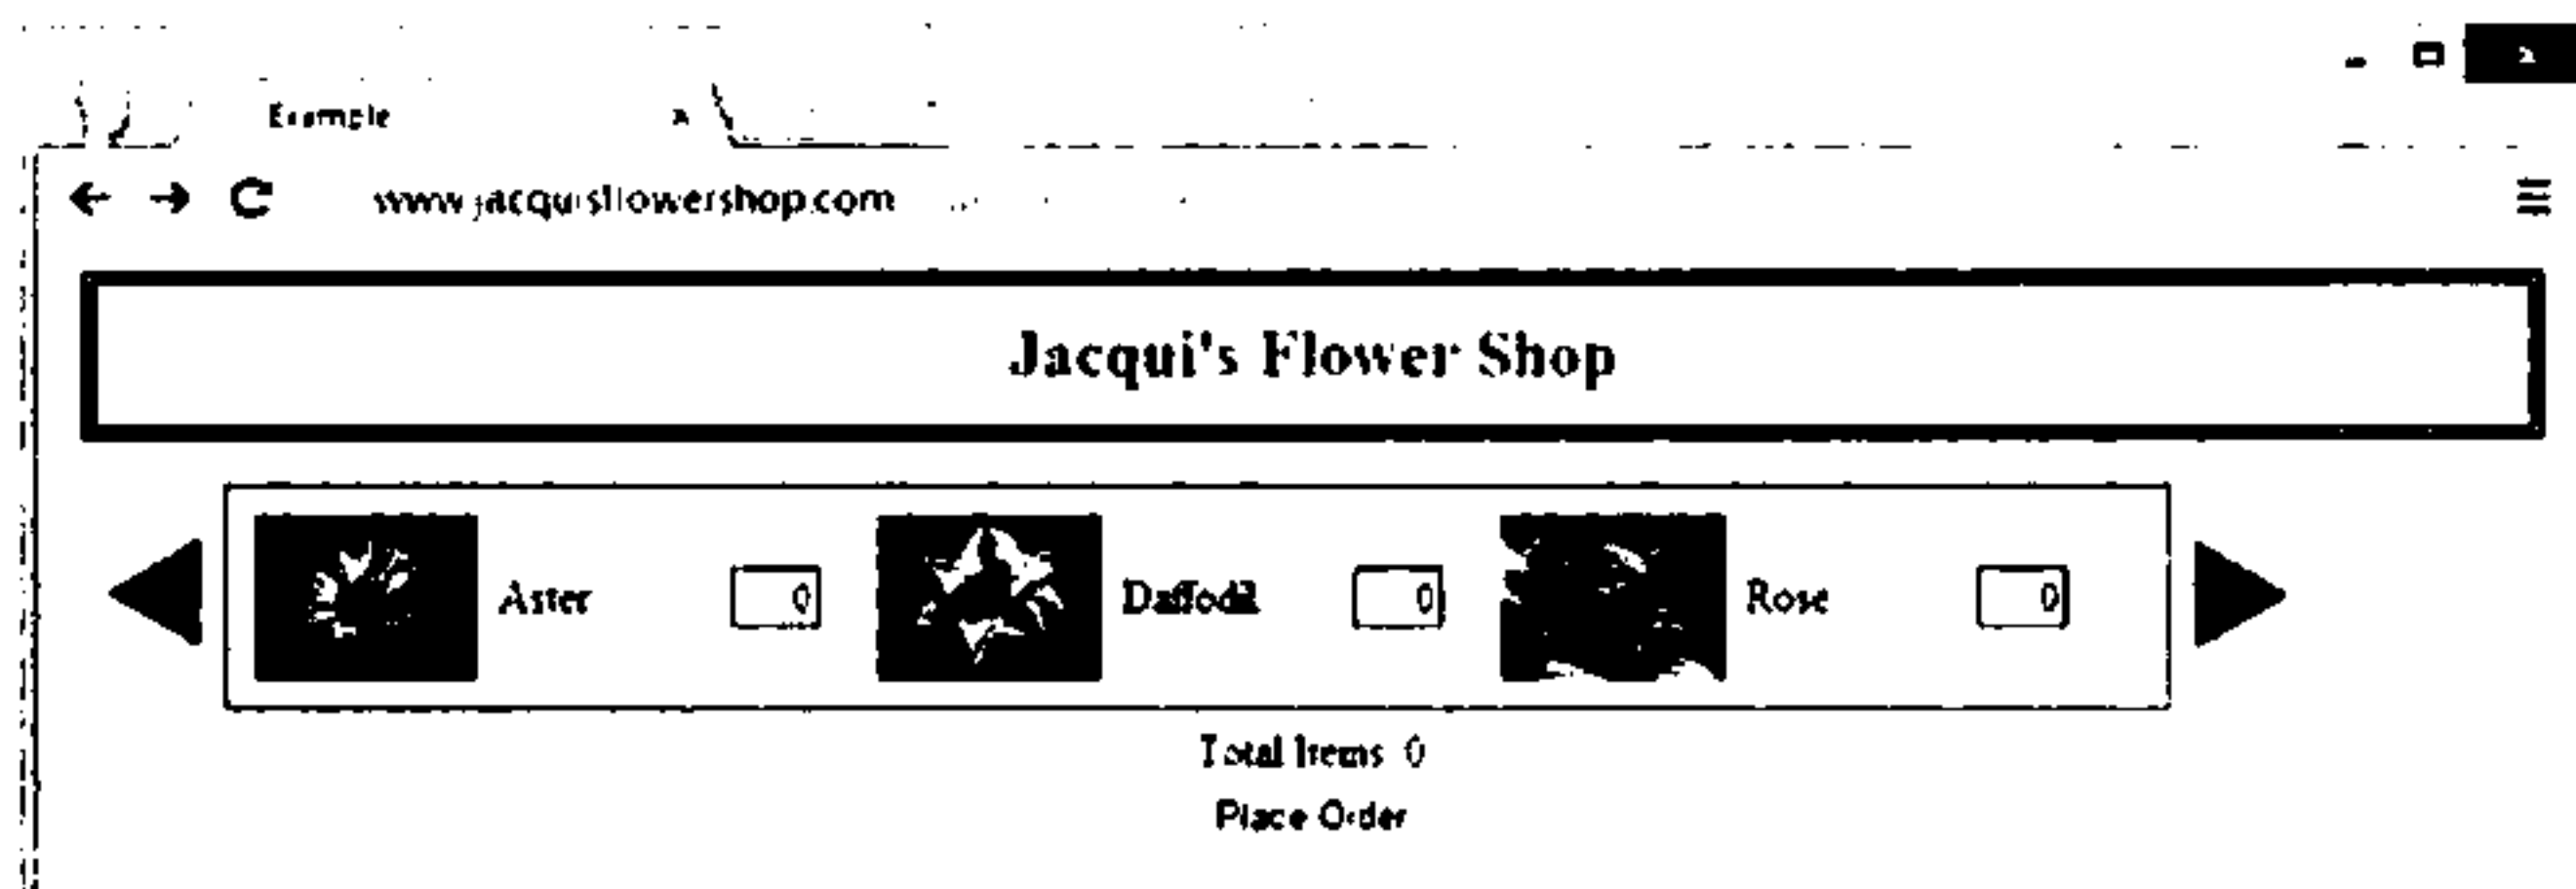 Example
www.jacquisflowershop.com
Jacqui's Flower Shop
Aster 0 Daffodil 0 Rose 0
Total Items 0
Place Order